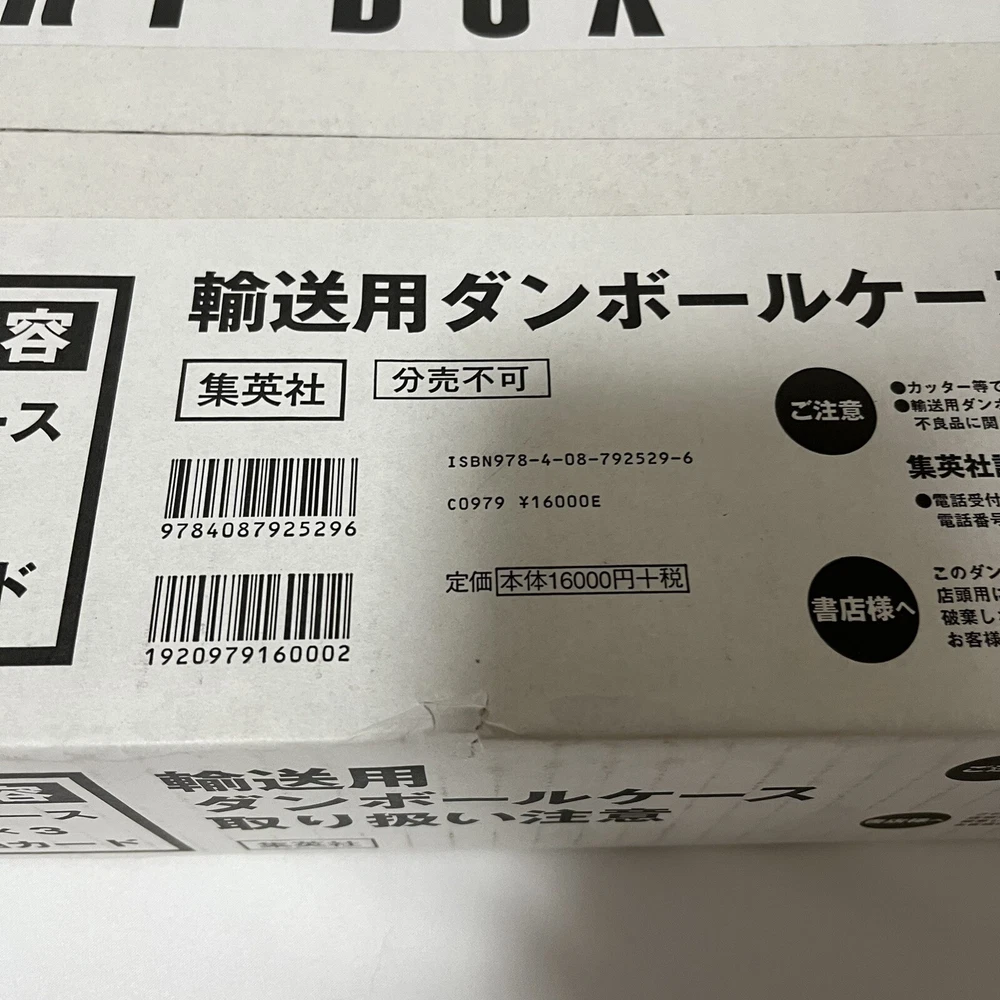 BOX
容
輸送用ダンボールケー
ース
集英社
分売不可
ご注意
●カッター等で
●輸送用ダン
不良品に関
ISBN978-4-08-792529-6
集英社
9784087925296
C0979 ¥16000E
●電話受付
電話番号
ド
定価 本体16000円+税
書店様へ
このダン
店頭用に
破棄し
お客様
1920979160002
容
輸送用
ダンボールケース
取り扱い注意
ース
×3
カード
集英社